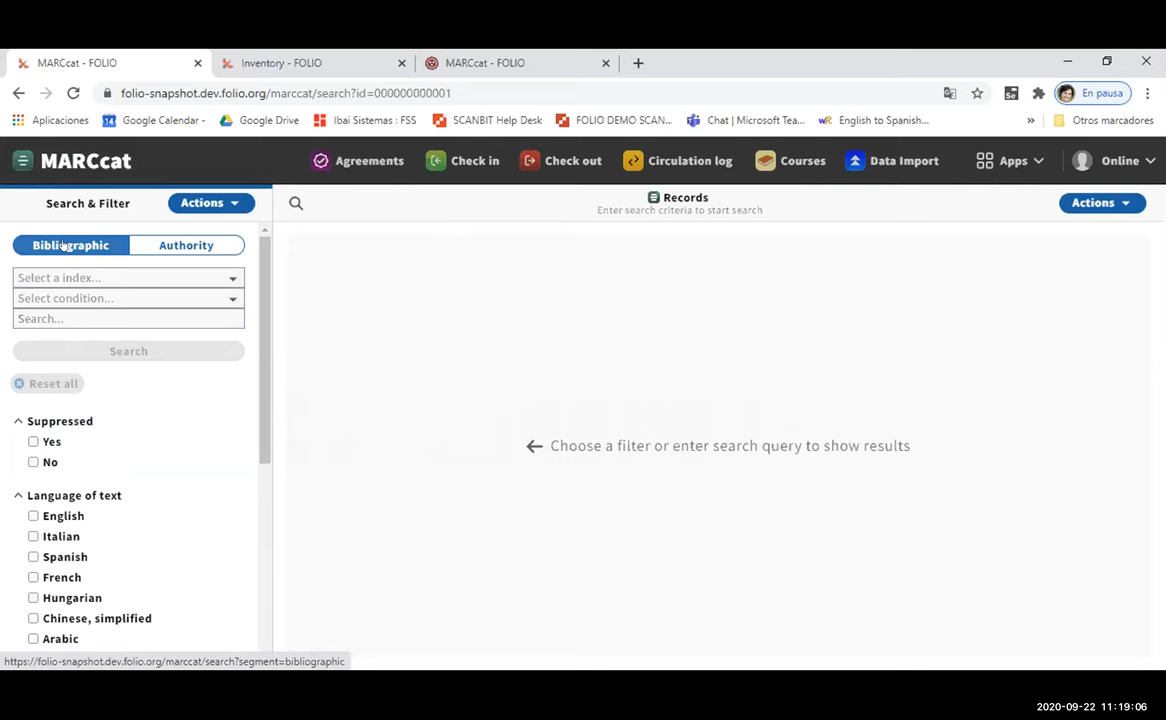 MARCcat - FOLIO
Inventory - FOLIO
MARCcat - FOLIO
folio-snapshot.dev.folio.org/marccat/search?id=000000000001
En pausa
Aplicaciones
Google Calendar -
Google Drive
Ibai Sistemas : FSS
SCANBIT Help Desk
FOLIO DEMO SCAN...
Chat | Microsoft Tea...
English to Spanish...
»
Otros marcadores
MARCcat
Agreements
Check in
Check out
Circulation log
Courses
Data Import
Apps
Online
Search & Filter
Actions
Records
Enter search criteria to start search
Actions
Bibliographic
Authority
Select a index...
Select condition...
Search...
Search
Reset all
Suppressed
Yes
No
Choose a filter or enter search query to show results
Language of text
English
Italian
Spanish
French
Hungarian
Chinese, simplified
Arabic
https://folio-snapshot.dev.folio.org/marccat/search?segment=bibliographic
2020-09-22 11:19:06